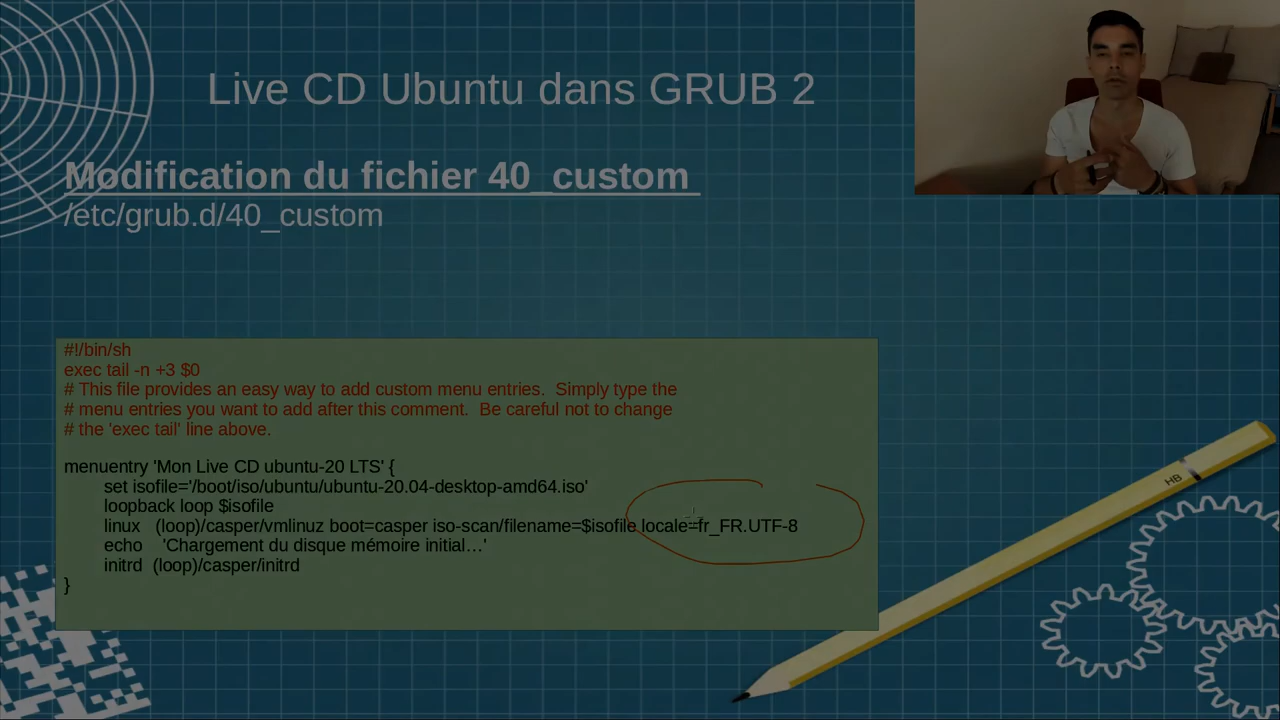 Live CD Ubuntu dans GRUB 2
Modification du fichier 40_custom
/etc/grub.d/40_custom
#!/bin/sh
exec tail -n +3 $0
# This file provides an easy way to add custom menu entries.  Simply type the
# menu entries you want to add after this comment.  Be careful not to change
# the 'exec tail' line above.
menuentry 'Mon Live CD ubuntu-20 LTS' {
set isofile='/boot/iso/ubuntu/ubuntu-20.04-desktop-amd64.iso'
loopback loop $isofile
linux   (loop)/casper/vmlinuz boot=casper iso-scan/filename=$isofile locale=fr_FR.UTF-8
echo    'Chargement du disque mémoire initial…'
initrd  (loop)/casper/initrd
}
HB